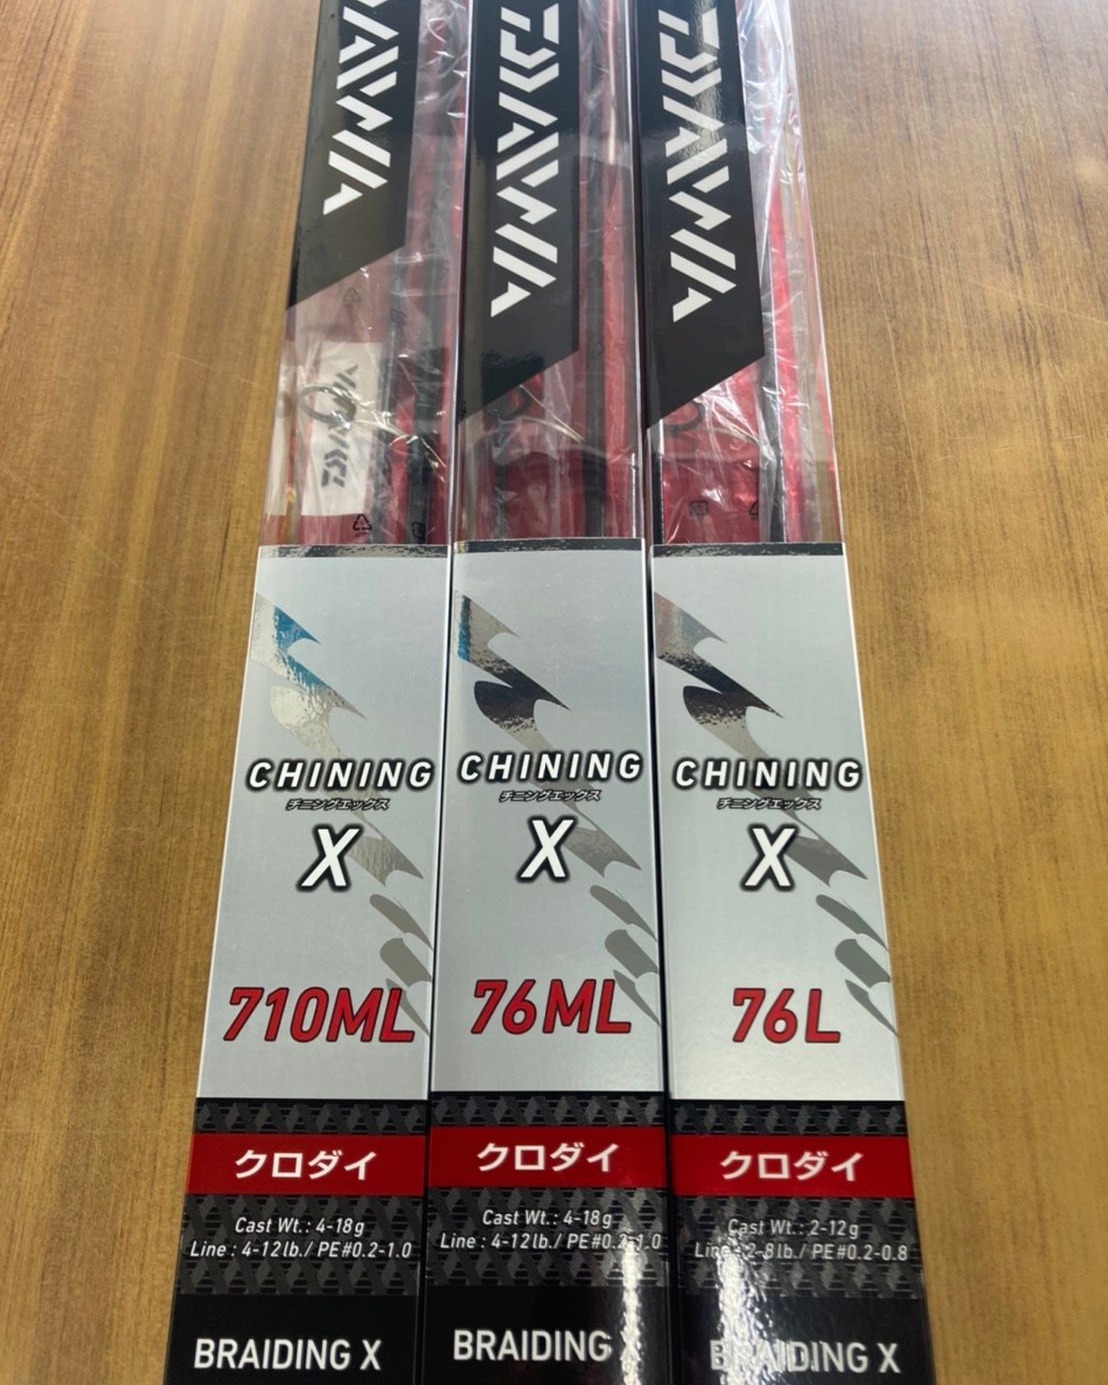 DAIWA
CHINING
チニングエックス
X
710ML
クロダイ
Cast Wt.: 4-18g
Line : 4-12lb./ PE#0.2-1.0
BRAIDING X
DAIWA
CHINING
チニングエックス
X
76ML
クロダイ
Cast Wt.: 4-18g
Line : 4-12lb./ PE#0.2-1.0
BRAIDING X
DAIWA
CHINING
チニングエックス
X
76L
クロダイ
Cast Wt.: 2-12g
Line : 2-8lb./ PE#0.2-0.8
BRAIDING X
DAIWA